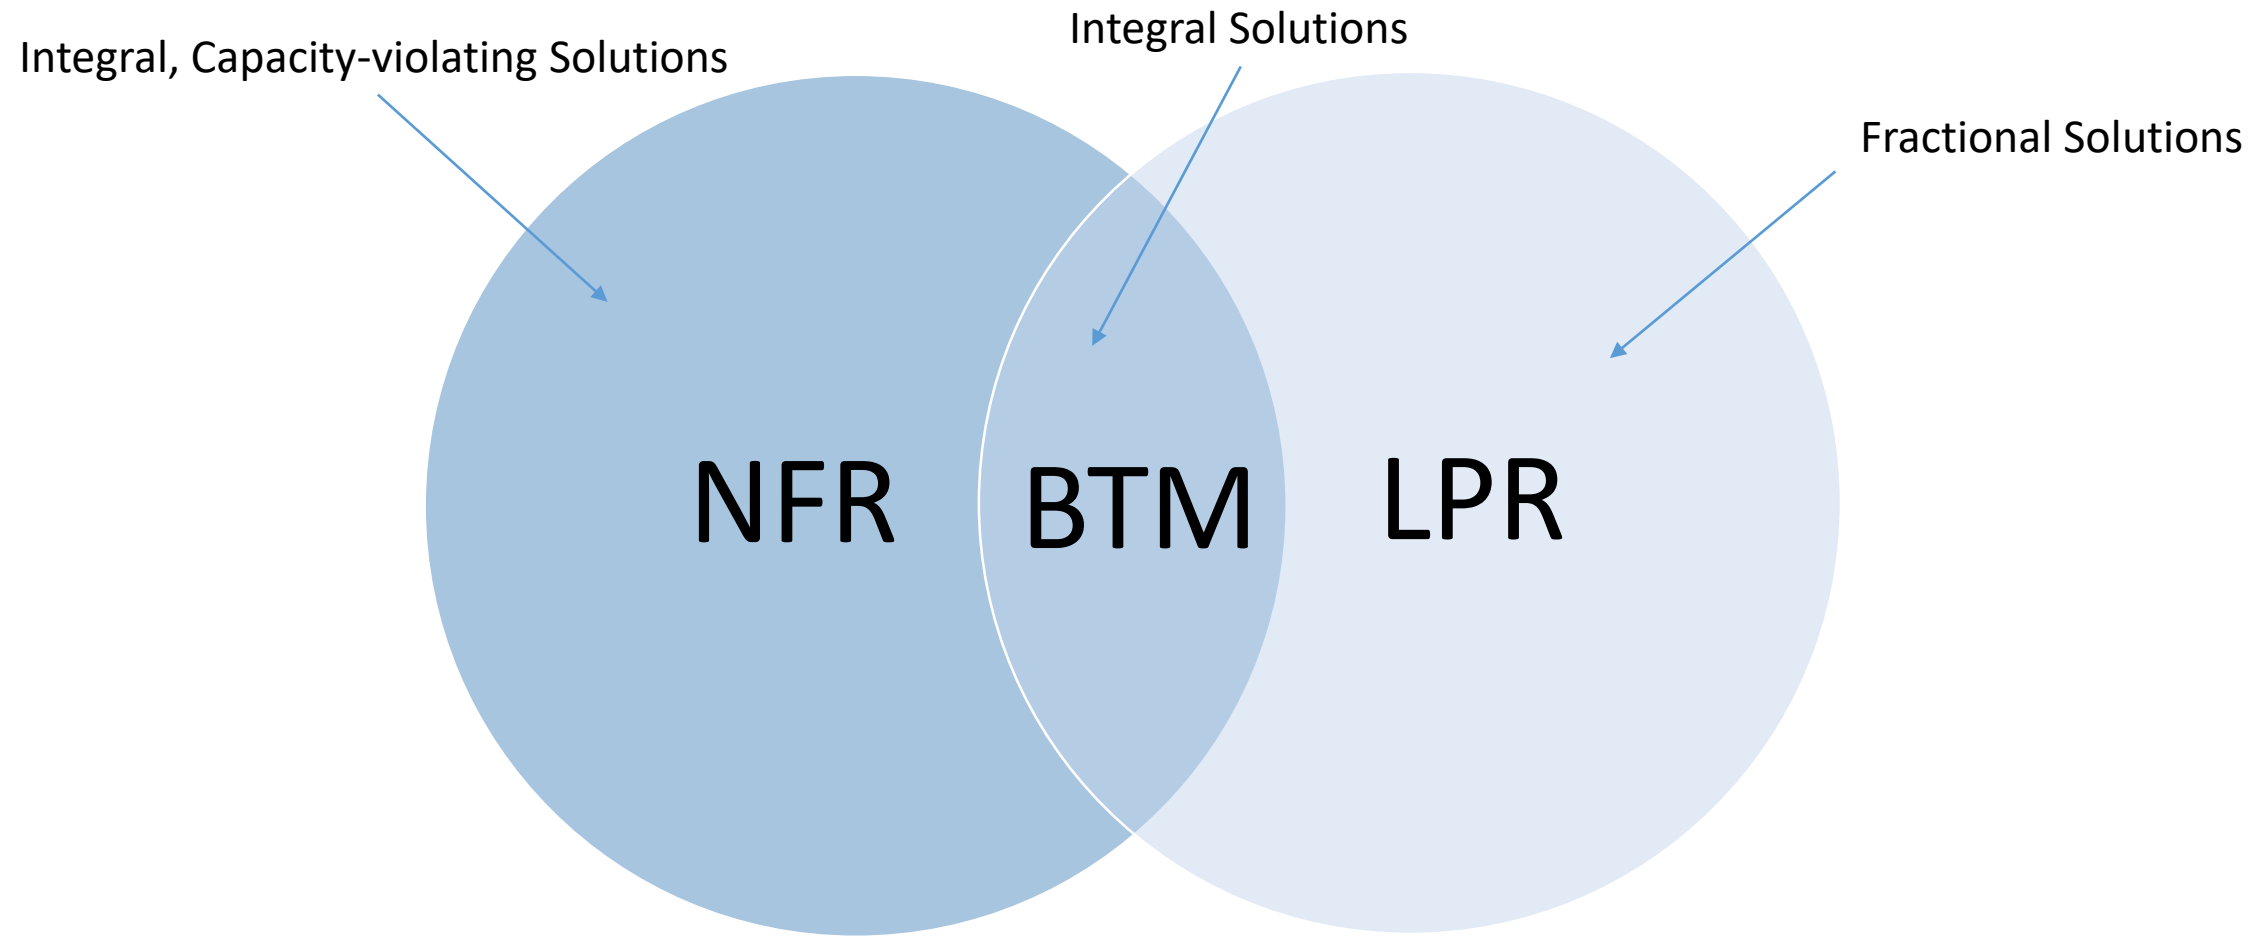 Integral Solutions
Integral, Capacity-violating Solutions
Fractional Solutions
NFR
BTM
LPR